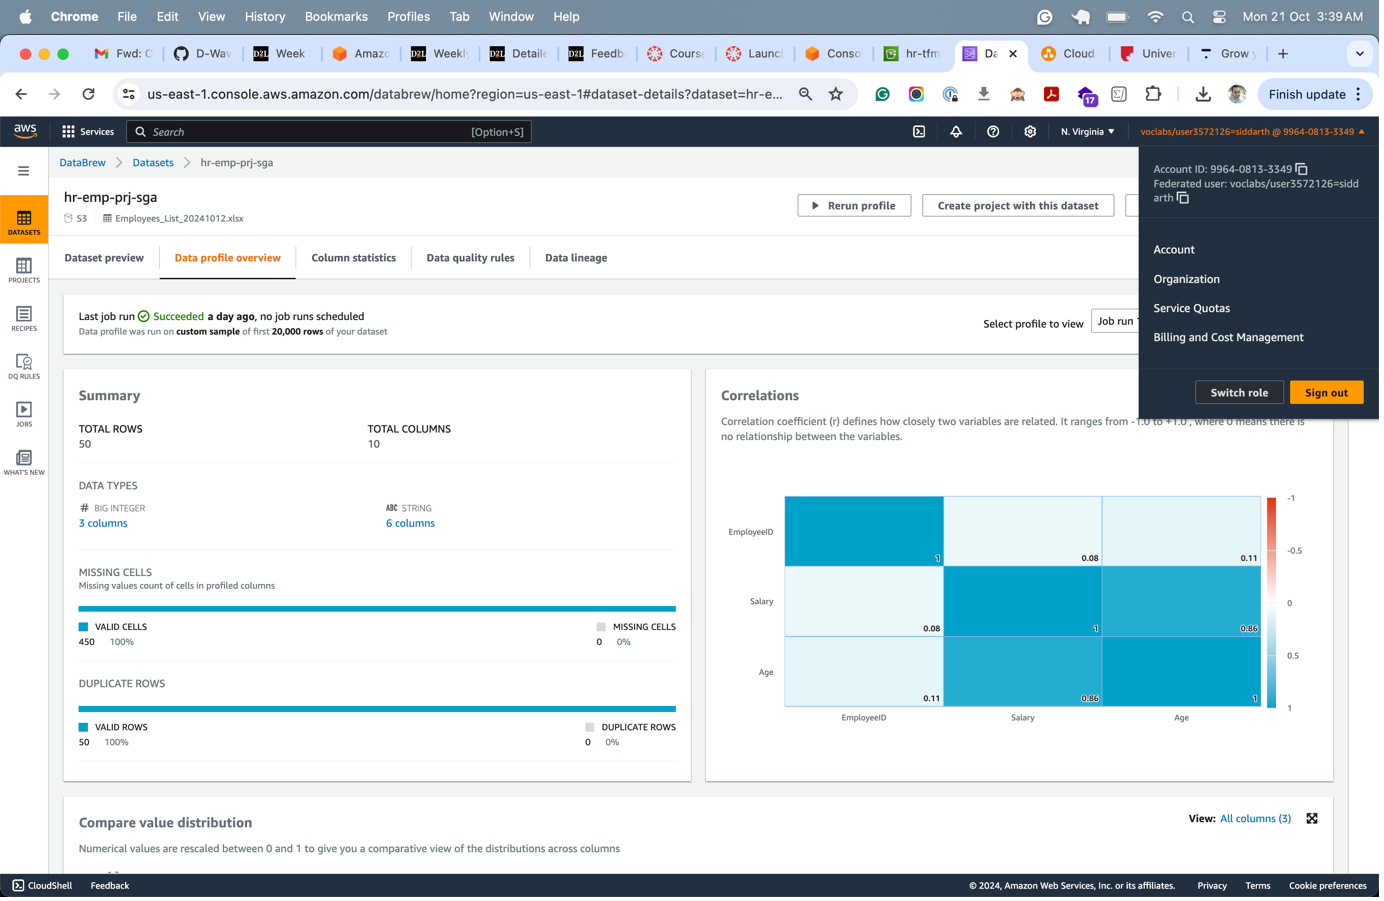 Chrome File Edit View History Bookmarks Profiles Tab Window Help Mon 21 Oct 3:39 AM
Fwd: C D-Wav Week Amazo Weekly Detaile Feedba Course Launch Conso hr-tfm Da Cloud Univer Grow y
us-east-1.console.aws.amazon.com/databrew/home?region=us-east-1#dataset-details?dataset=hr-e... 17 Finish update
aws Services Search [Option+S] N. Virginia voclabs/user3572126=siddarth @ 9964-0813-3349
DataBrew Datasets hr-emp-prj-sga
Account ID: 9964-0813-3349
Federated user: voclabs/user3572126=sidd
arth
Account
Organization
Service Quotas
Billing and Cost Management
Switch role Sign out
DATASETS
PROJECTS
RECIPES
DQ RULES
JOBS
WHAT'S NEW
hr-emp-prj-sga
S3 Employees_List_20241012.xlsx
Rerun profile Create project with this dataset
Dataset preview Data profile overview Column statistics Data quality rules Data lineage
Last job run Succeeded a day ago, no job runs scheduled
Data profile was run on custom sample of first 20,000 rows of your dataset
Select profile to view Job run
Summary
TOTAL ROWS TOTAL COLUMNS
50 10
DATA TYPES
# BIG INTEGER ABC STRING
3 columns 6 columns
MISSING CELLS
Missing values count of cells in profiled columns
VALID CELLS MISSING CELLS
450 100% 0 0%
DUPLICATE ROWS
VALID ROWS DUPLICATE ROWS
50 100% 0 0%
Correlations
Correlation coefficient (r) defines how closely two variables are related. It ranges from -1.0 to +1.0 , where 0 means there is
no relationship between the variables.
EmployeeID 1 0.08 0.11
Salary 0.08 1 0.86
Age 0.11 0.86 1
EmployeeID Salary Age
-1
-0.5
0
0.5
1
Compare value distribution
View: All columns (3)
Numerical values are rescaled between 0 and 1 to give you a comparative view of the distributions across columns
CloudShell Feedback © 2024, Amazon Web Services, Inc. or its affiliates. Privacy Terms Cookie preferences